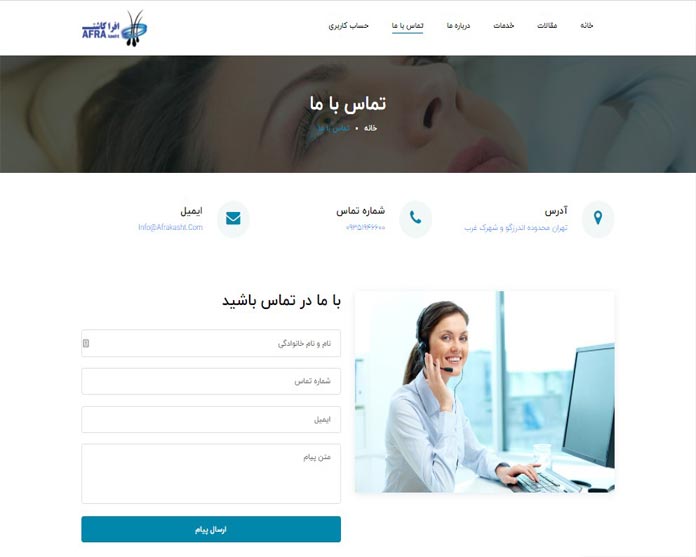 خانه
مقالات
خدمات
درباره ما
تماس با ما
حساب کاربری
افرا کاشت
AFRA
تماس با ما
خانه • تماس با ما
آدرس
تهران محدوده اندرزگو و شهرک غرب
شماره تماس
ایمیل
Info@Afrakasht.Com
با ما در تماس باشید
نام و نام خانوادگی
شماره تماس
ایمیل
متن پیام
ارسال پیام